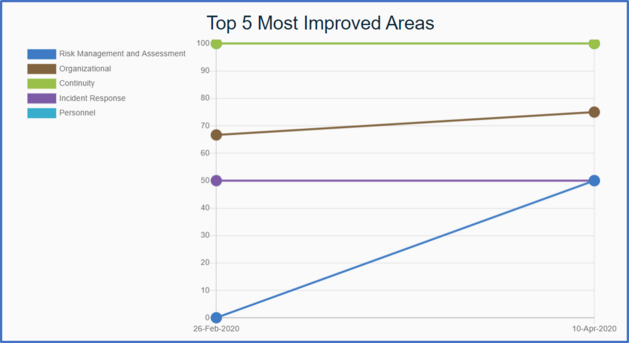 Top 5 Most Improved Areas
Risk Management and Assessment
Organizational
Continuity
Incident Response
Personnel
100
90
80
70
60
50
40
30
20
10
0
26-Feb-2020
10-Apr-2020